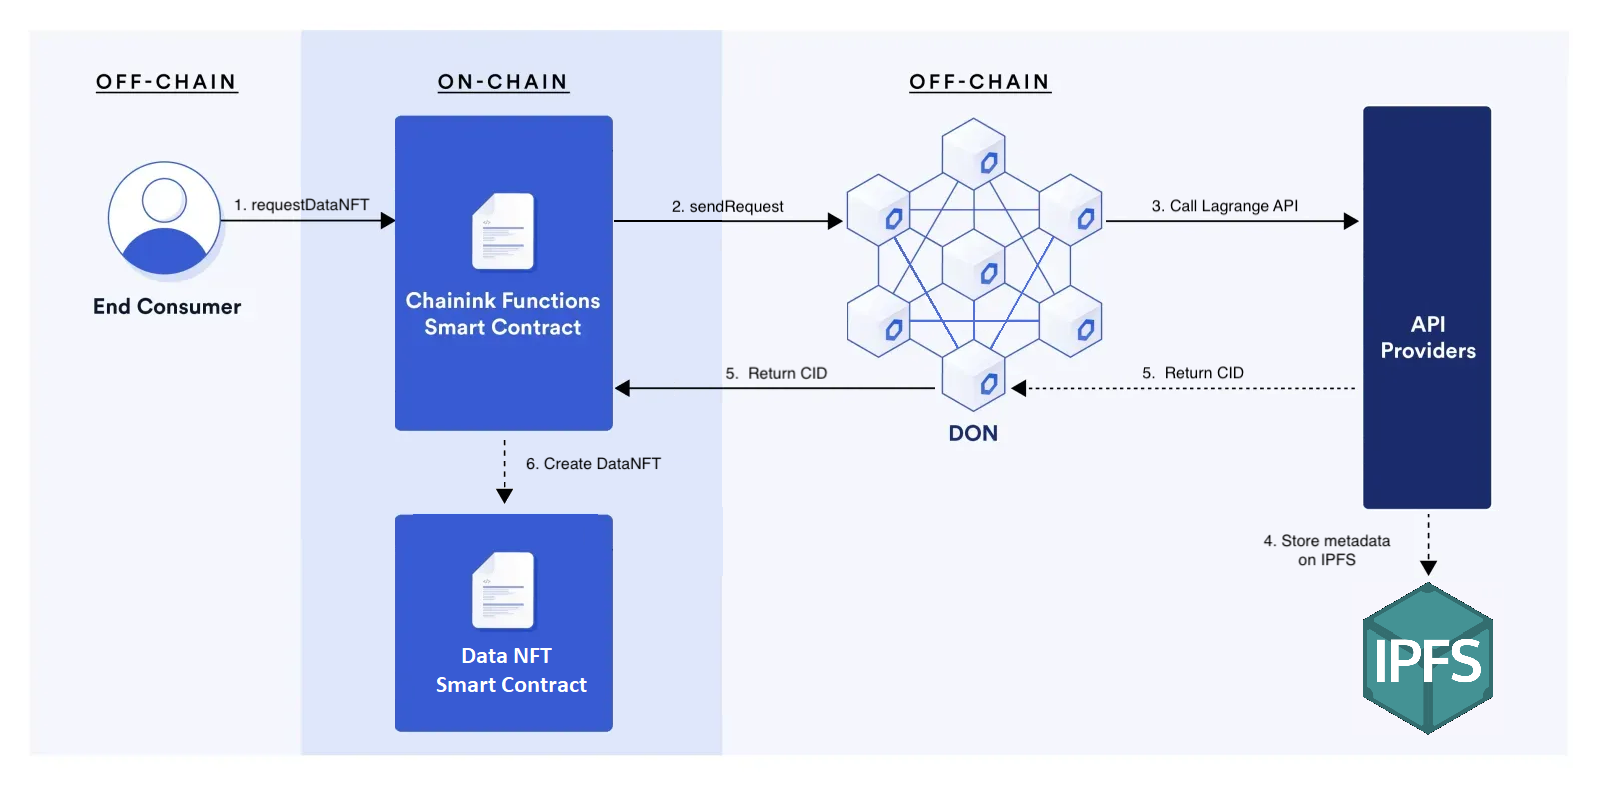 OFF-CHAIN
ON-CHAIN
OFF-CHAIN
1. requestDataNFT
2. sendRequest
3. Call Lagrange API
End Consumer
Chainink Functions
Smart Contract
API
Providers
5. Return CID
5. Return CID
DON
6. Create DataNFT
4. Store metadata
on IPFS
Data NFT
Smart Contract
IPFS